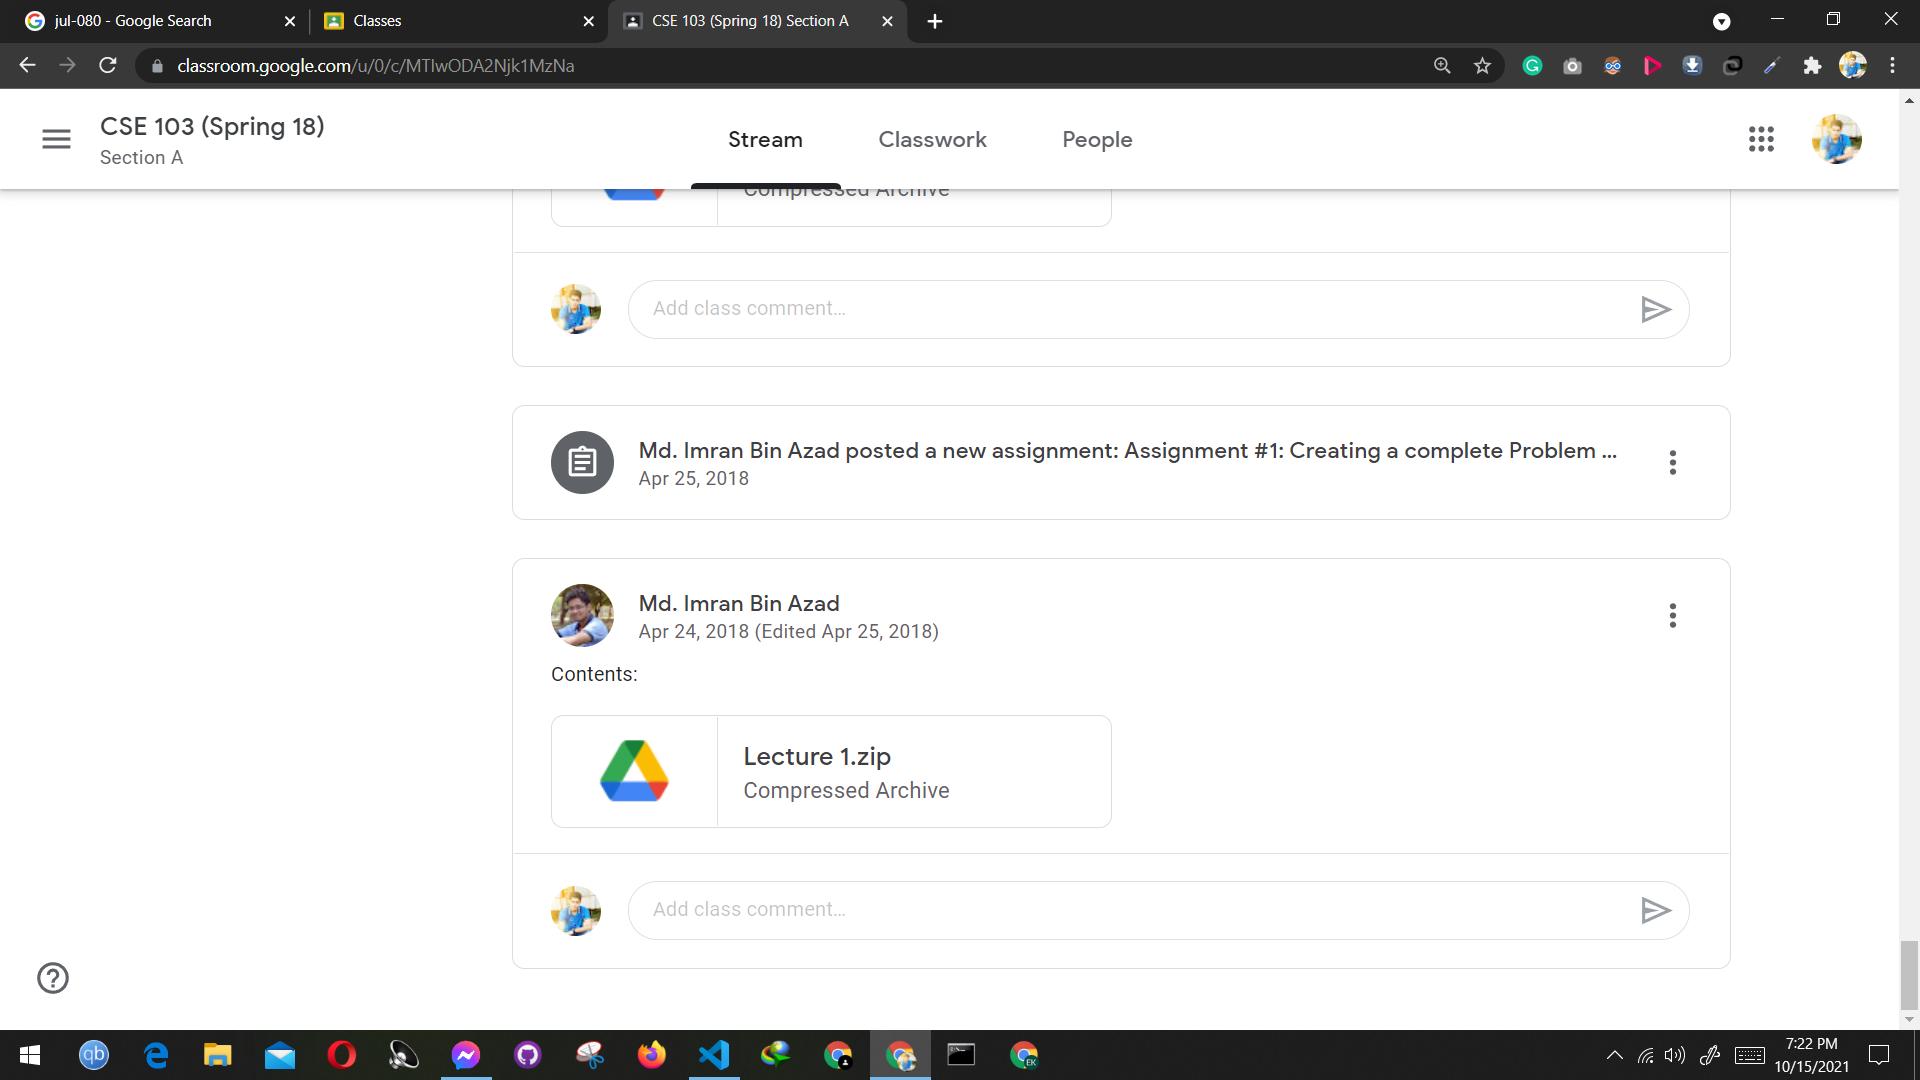 jul-080 - Google Search
Classes
CSE 103 (Spring 18) Section A
classroom.google.com/u/0/c/MTIwODA2Njk1MzNa
CSE 103 (Spring 18)
Section A
Stream
Classwork
People
Compressed Archive
Add class comment...
Md. Imran Bin Azad posted a new assignment: Assignment #1: Creating a complete Problem ...
Apr 25, 2018
Md. Imran Bin Azad
Apr 24, 2018 (Edited Apr 25, 2018)
Contents:
Lecture 1.zip
Compressed Archive
Add class comment...
qb
EK
7:22 PM
10/15/2021